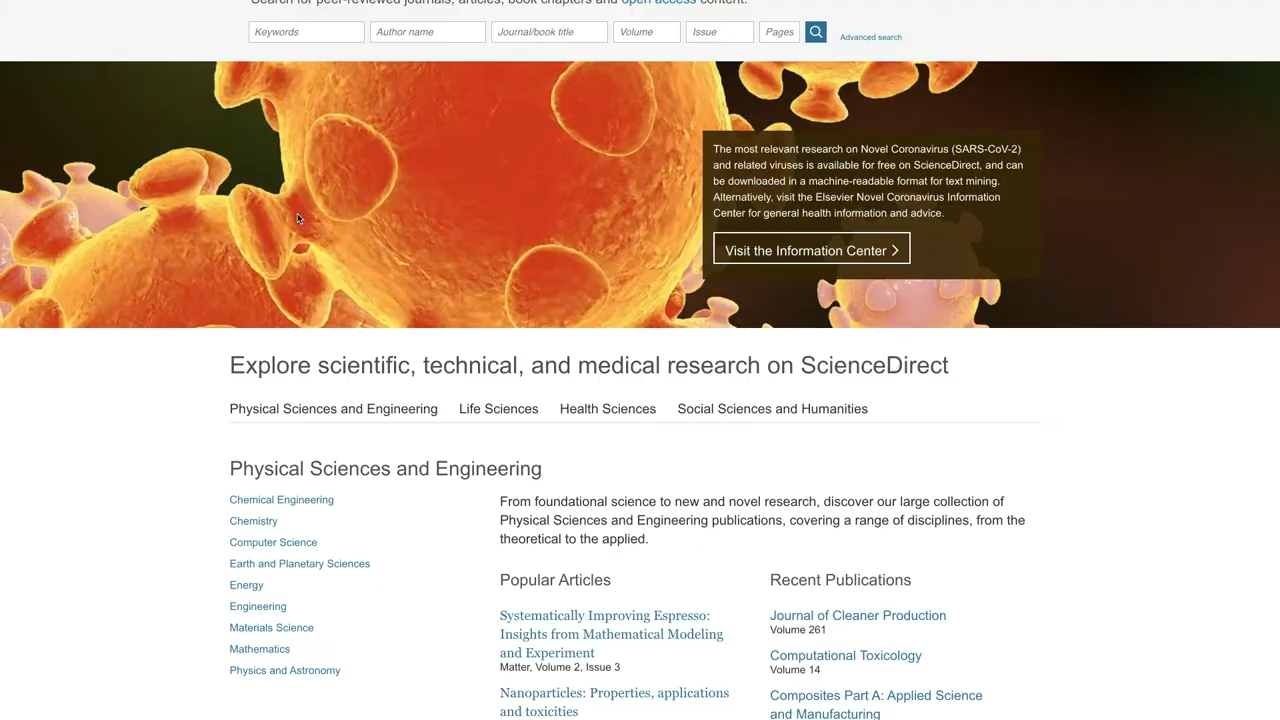 Search for peer-reviewed journals, articles, book chapters and open access content.
Keywords
Author name
Journal/book title
Volume
Issue
Pages
Advanced search
The most relevant research on Novel Coronavirus (SARS-CoV-2)
and related viruses is available for free on ScienceDirect, and can
be downloaded in a machine-readable format for text mining.
Alternatively, visit the Elsevier Novel Coronavirus Information
Center for general health information and advice.
Visit the Information Center
Explore scientific, technical, and medical research on ScienceDirect
Physical Sciences and Engineering
Life Sciences
Health Sciences
Social Sciences and Humanities
Physical Sciences and Engineering
Chemical Engineering
Chemistry
Computer Science
Earth and Planetary Sciences
Energy
Engineering
Materials Science
Mathematics
Physics and Astronomy
From foundational science to new and novel research, discover our large collection of
Physical Sciences and Engineering publications, covering a range of disciplines, from the
theoretical to the applied.
Popular Articles
Systematically Improving Espresso:
Insights from Mathematical Modeling
and Experiment
Matter, Volume 2, Issue 3
Nanoparticles: Properties, applications
and toxicities
Recent Publications
Journal of Cleaner Production
Volume 261
Computational Toxicology
Volume 14
Composites Part A: Applied Science
and Manufacturing